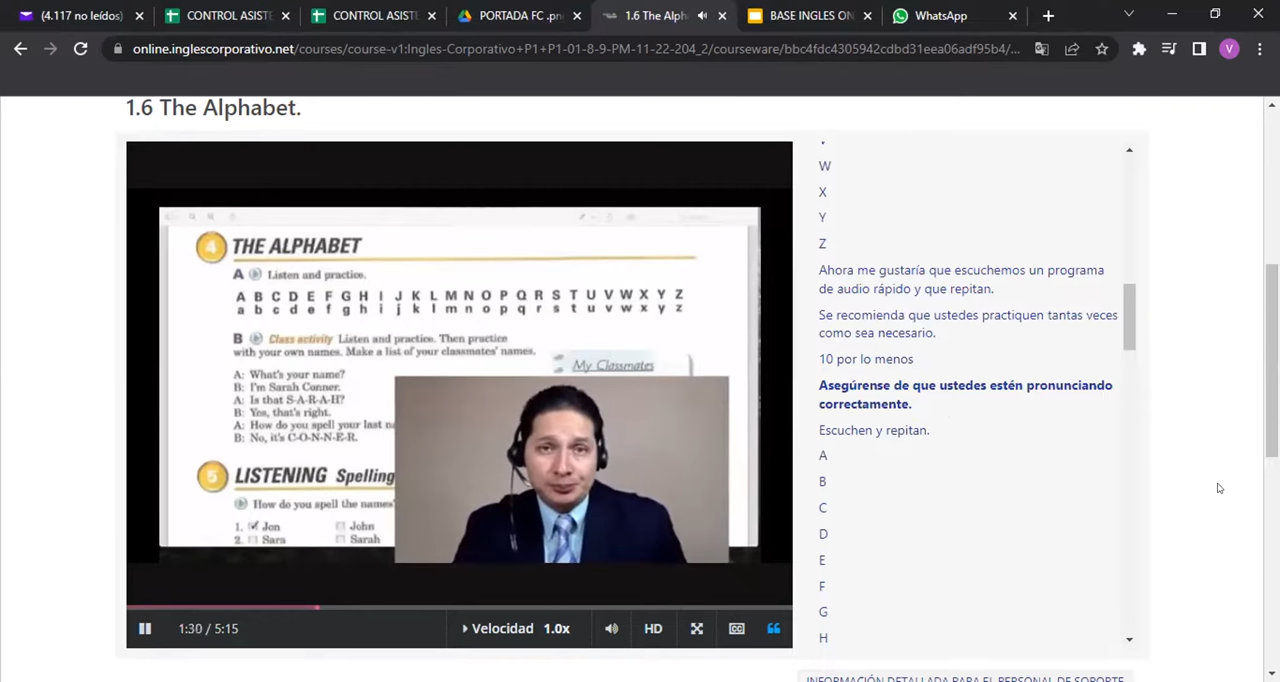 (4.117 no leídos)
CONTROL ASIST
CONTROL ASIST
PORTADA FC ,pn
1.6 The Alph
BASE INGLES ON
WhatsApp
online.inglescorporativo.net/courses/course-v1:Ingles-Corporativo+P1+P1-01-8-9-PM-11-22-204_2/courseware/bbc4fdc4305942cdbd31eea06adf95b4/...
V
1.6 The Alphabet.
4 THE ALPHABET
A Listen and practice.
A B C D E F G H I J K L M N O P Q R S T U V W X Y Z
a b c d e f g h i j k l m n o p q r s t u v w x y z
B Class activity Listen and practice. Then practice
with your own names. Make a list of your classmates' names.
My Classmates
A: What's your name?
B: I'm Sarah Conner.
A: Is that S-A-R-A-H?
B: Yes, that's right.
A: How do you spell your last na
B: No, it's C-O-N-N-E-R.
5 LISTENING Spelling
How do you spell the names?
1. Jon John
2. Sara Sarah
1:30 / 5:15
Velocidad 1.0x
HD
W
X
Y
Z
Ahora me gustaría que escuchemos un programa
de audio rápido y que repitan.
Se recomienda que ustedes practiquen tantas veces
como sea necesario.
10 por lo menos
Asegúrense de que ustedes estén pronunciando
correctamente.
Escuchen y repitan.
A
B
C
D
E
F
G
H
INFORMACIÓN DETALLADA PARA EL PERSONAL DE SOPORTE